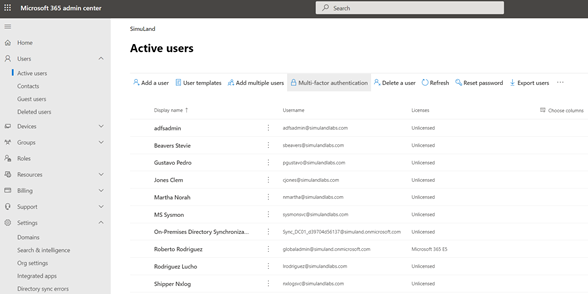 Microsoft 365 admin center
Search
SimuLand
Active users
Home
Users
Active users
Contacts
Guest users
Deleted users
Devices
Groups
Roles
Resources
Billing
Support
Settings
Domains
Search & intelligence
Org settings
Integrated apps
Directory sync errors
Add a user
User templates
Add multiple users
Multi-factor authentication
Delete a user
Refresh
Reset password
Export users
Display name ↑
Username
Licenses
Choose columns
adfsadmin adfsadmin@simulandlabs.com Unlicensed
Beavers Stevie sbeavers@simulandlabs.com Unlicensed
Gustavo Pedro pgustavo@simulandlabs.com Unlicensed
Jones Clem cjones@simulandlabs.com Unlicensed
Martha Norah nmartha@simulandlabs.com Unlicensed
MS Sysmon sysmonsvc@simulandlabs.com Unlicensed
On-Premises Directory Synchroniza... Sync_DC01_d39704d56137@simuland.onmicrosoft.com Unlicensed
Roberto Rodriguez globaladmin@simuland.onmicrosoft.com Microsoft 365 E5
Rodriguez Lucho lrodriguez@simulandlabs.com Unlicensed
Shipper Nxlog nxlogsvc@simulandlabs.com Unlicensed